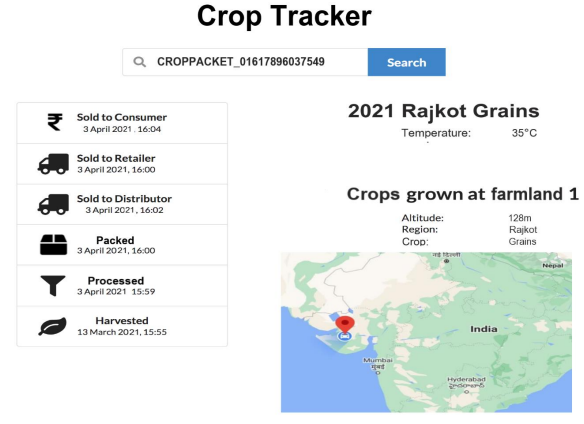 Crop Tracker
CROPPACKET_01617896037549
Search
₹ Sold to Consumer
3 April 2021, 16:04
Sold to Retailer
3 April 2021, 16:00
Sold to Distributor
3 April 2021, 16:02
Packed
3 April 2021, 16:00
Processed
3 April 2021 15:59
Harvested
13 March 2021, 15:55
2021 Rajkot Grains
Temperature: 35°C
Crops grown at farmland 1
Altitude: 128m
Region: Rajkot
Crop: Grains
नई दिल्ली
Nepal
India
Mumbai
मुंबई
Hyderabad